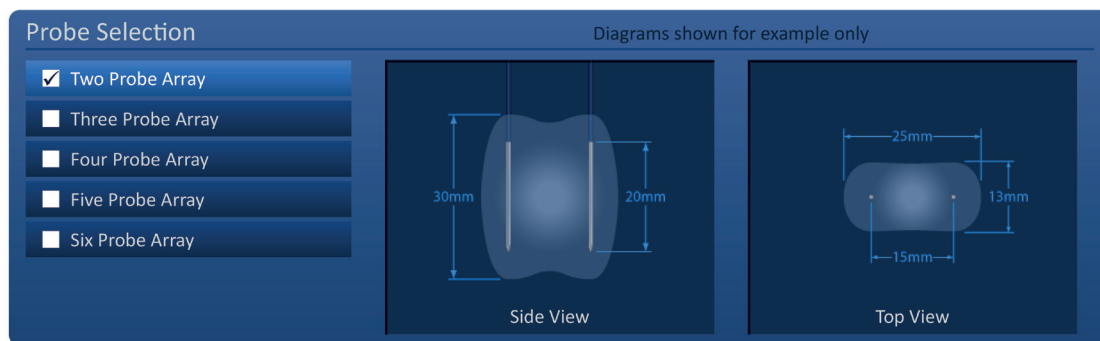 Probe Selection
Diagrams shown for example only
Two Probe Array
Three Probe Array
Four Probe Array
Five Probe Array
Six Probe Array
30mm
20mm
Side View
25mm
13mm
15mm
Top View